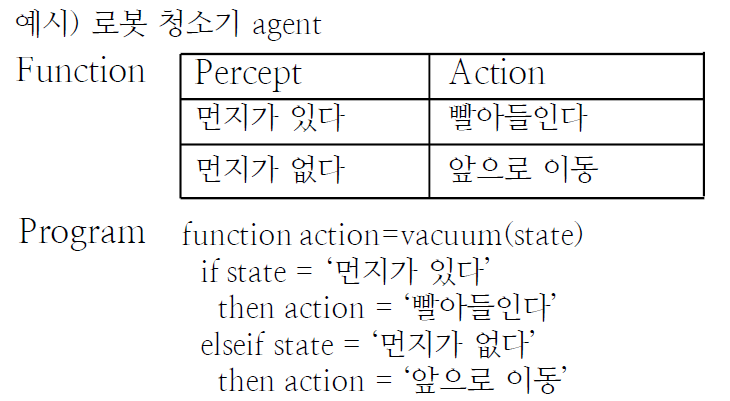 예시) 로봇 청소기 agent
Function Percept Action
먼지가 있다 빨아들인다
먼지가 없다 앞으로 이동
Program function action=vacuum(state)
if state = ‘먼지가 있다’
then action = ‘빨아들인다’
elseif state = ‘먼지가 없다’
then action = ‘앞으로 이동’